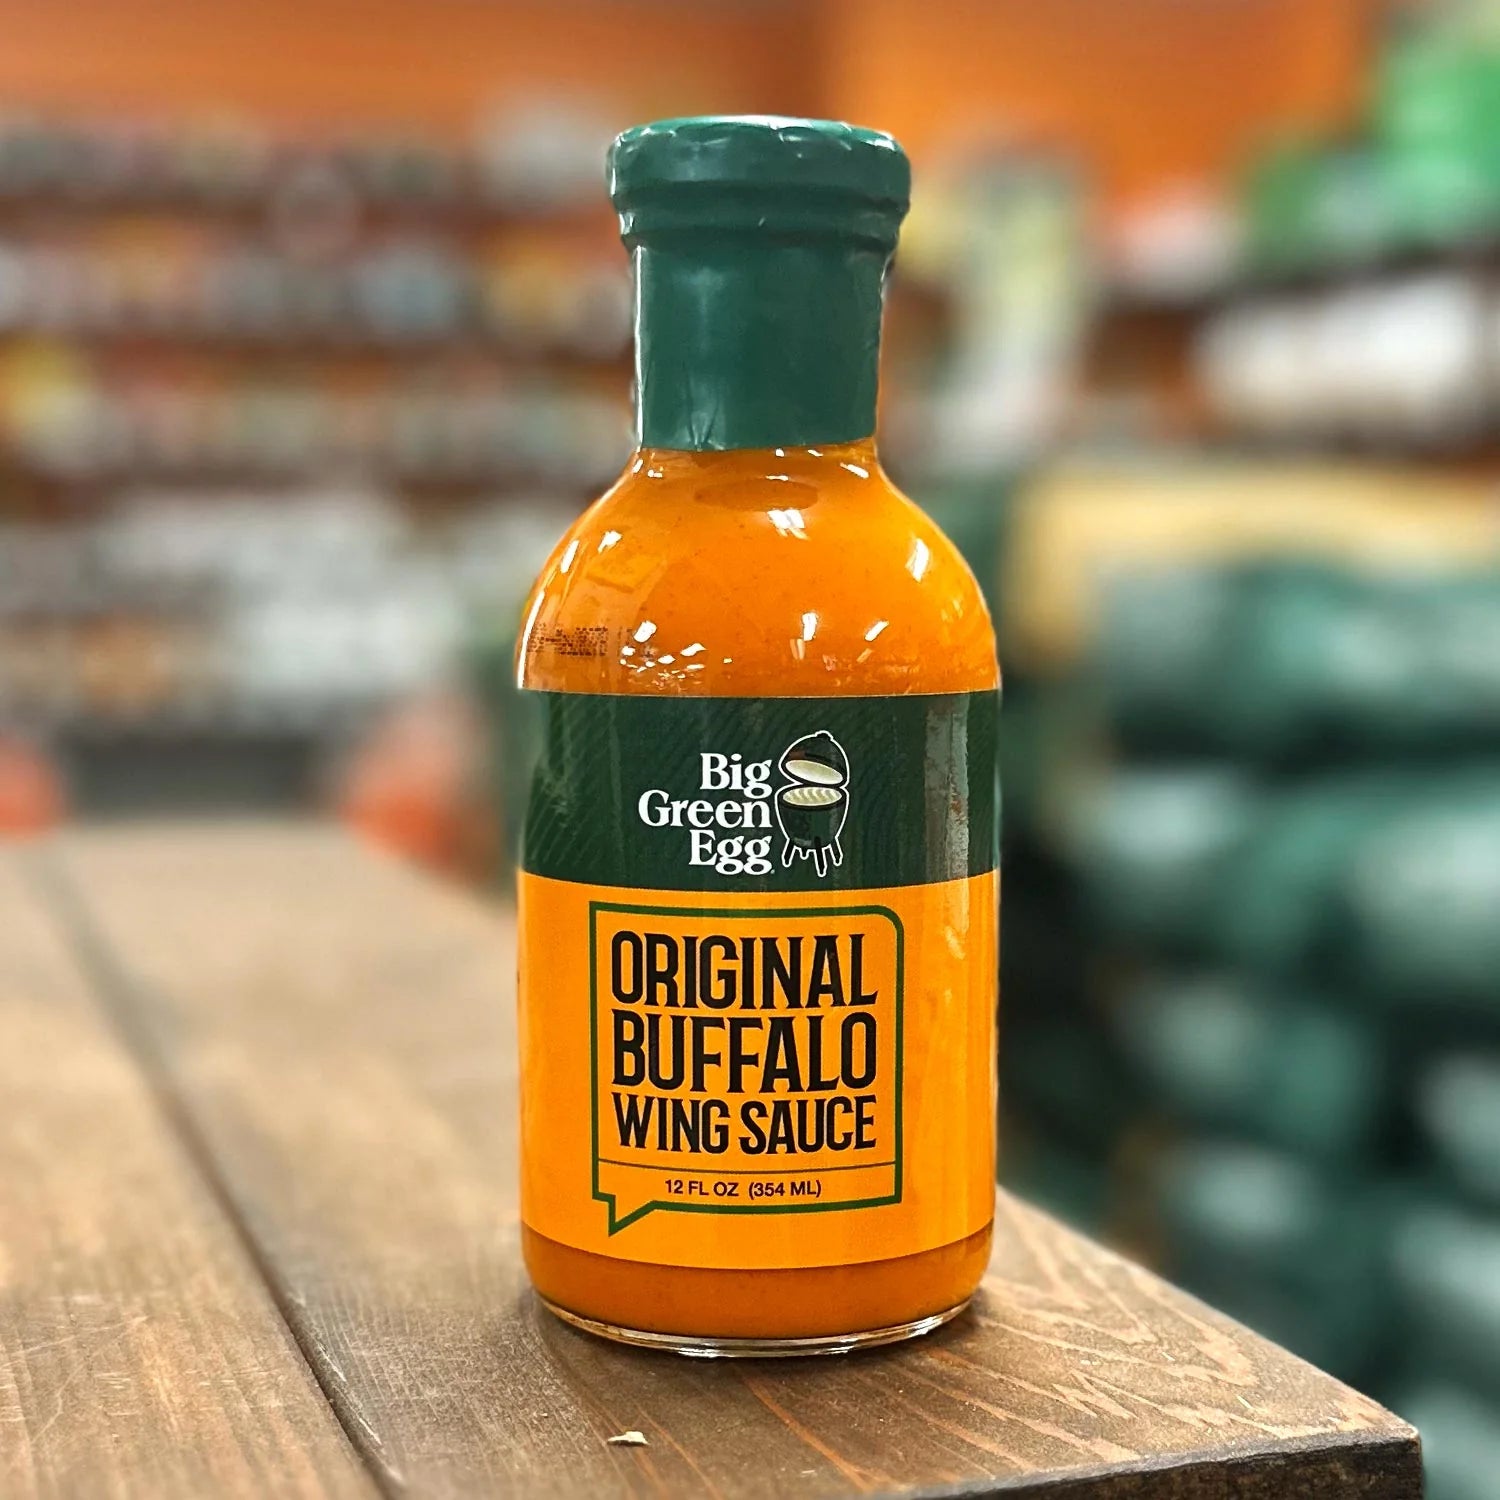 Big
Green
Egg
ORIGINAL
BUFFALO
WING SAUCE
12 FL OZ (354 ML)